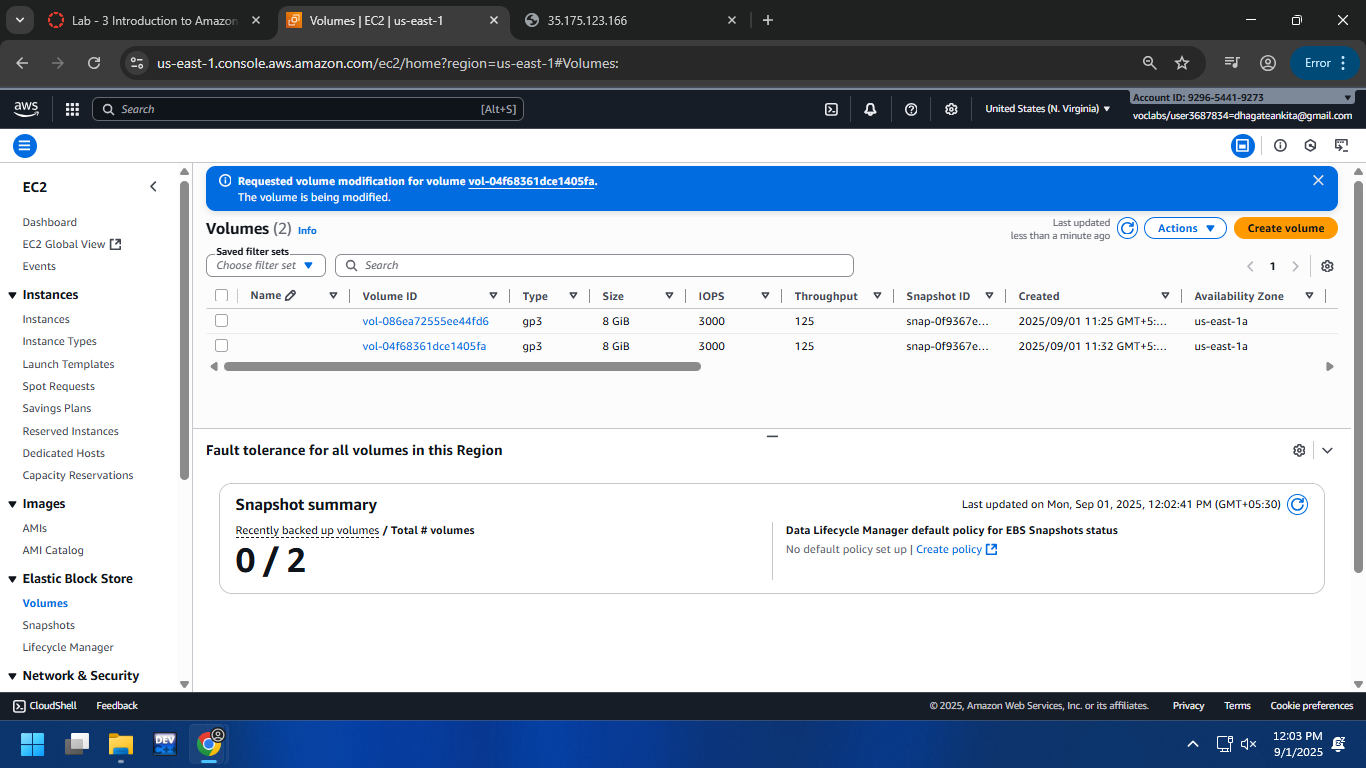 Lab - 3 Introduction to Amazon
Volumes | EC2 | us-east-1
35.175.123.166
us-east-1.console.aws.amazon.com/ec2/home?region=us-east-1#Volumes:
Error
aws
Search
[Alt+S]
United States (N. Virginia)
Account ID: 9296-5441-9273
voclabs/user3687834=dhagateankita@gmail.com
EC2
Dashboard
EC2 Global View
Events
Instances
Instances
Instance Types
Launch Templates
Spot Requests
Savings Plans
Reserved Instances
Dedicated Hosts
Capacity Reservations
Images
AMIs
AMI Catalog
Elastic Block Store
Volumes
Snapshots
Lifecycle Manager
Network & Security
Requested volume modification for volume vol-04f68361dce1405fa.
The volume is being modified.
Volumes (2) Info
Last updated
less than a minute ago
Actions
Create volume
Saved filter sets
Choose filter set
Search
1
Name Volume ID Type Size IOPS Throughput Snapshot ID Created Availability Zone
vol-086ea72555ee44fd6 gp3 8 GiB 3000 125 snap-0f9367e... 2025/09/01 11:25 GMT+5:... us-east-1a
vol-04f68361dce1405fa gp3 8 GiB 3000 125 snap-0f9367e... 2025/09/01 11:32 GMT+5:... us-east-1a
Fault tolerance for all volumes in this Region
Snapshot summary
Last updated on Mon, Sep 01, 2025, 12:02:41 PM (GMT+05:30)
Recently backed up volumes / Total # volumes
0 / 2
Data Lifecycle Manager default policy for EBS Snapshots status
No default policy set up | Create policy
CloudShell
Feedback
© 2025, Amazon Web Services, Inc. or its affiliates.
Privacy
Terms
Cookie preferences
DEV
12:03 PM
9/1/2025